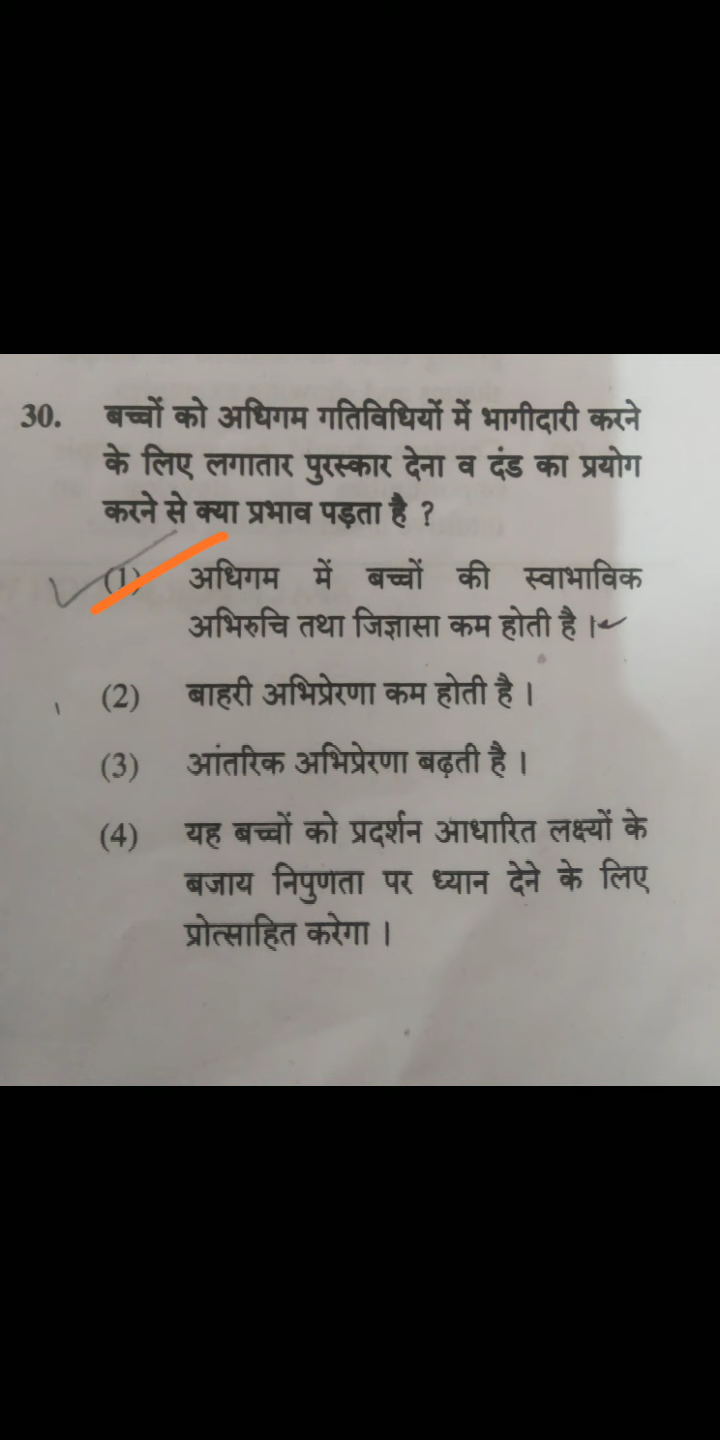 30. बच्चों को अधिगम गतिविधियों में भागीदारी करने
के लिए लगातार पुरस्कार देना व दंड का प्रयोग
करने से क्या प्रभाव पड़ता है ?
(1) अधिगम में बच्चों की स्वाभाविक
अभिरुचि तथा जिज्ञासा कम होती है ।
(2) बाहरी अभिप्रेरणा कम होती है ।
(3) आंतरिक अभिप्रेरणा बढ़ती है ।
(4) यह बच्चों को प्रदर्शन आधारित लक्ष्यों के
बजाय निपुणता पर ध्यान देने के लिए
प्रोत्साहित करेगा ।